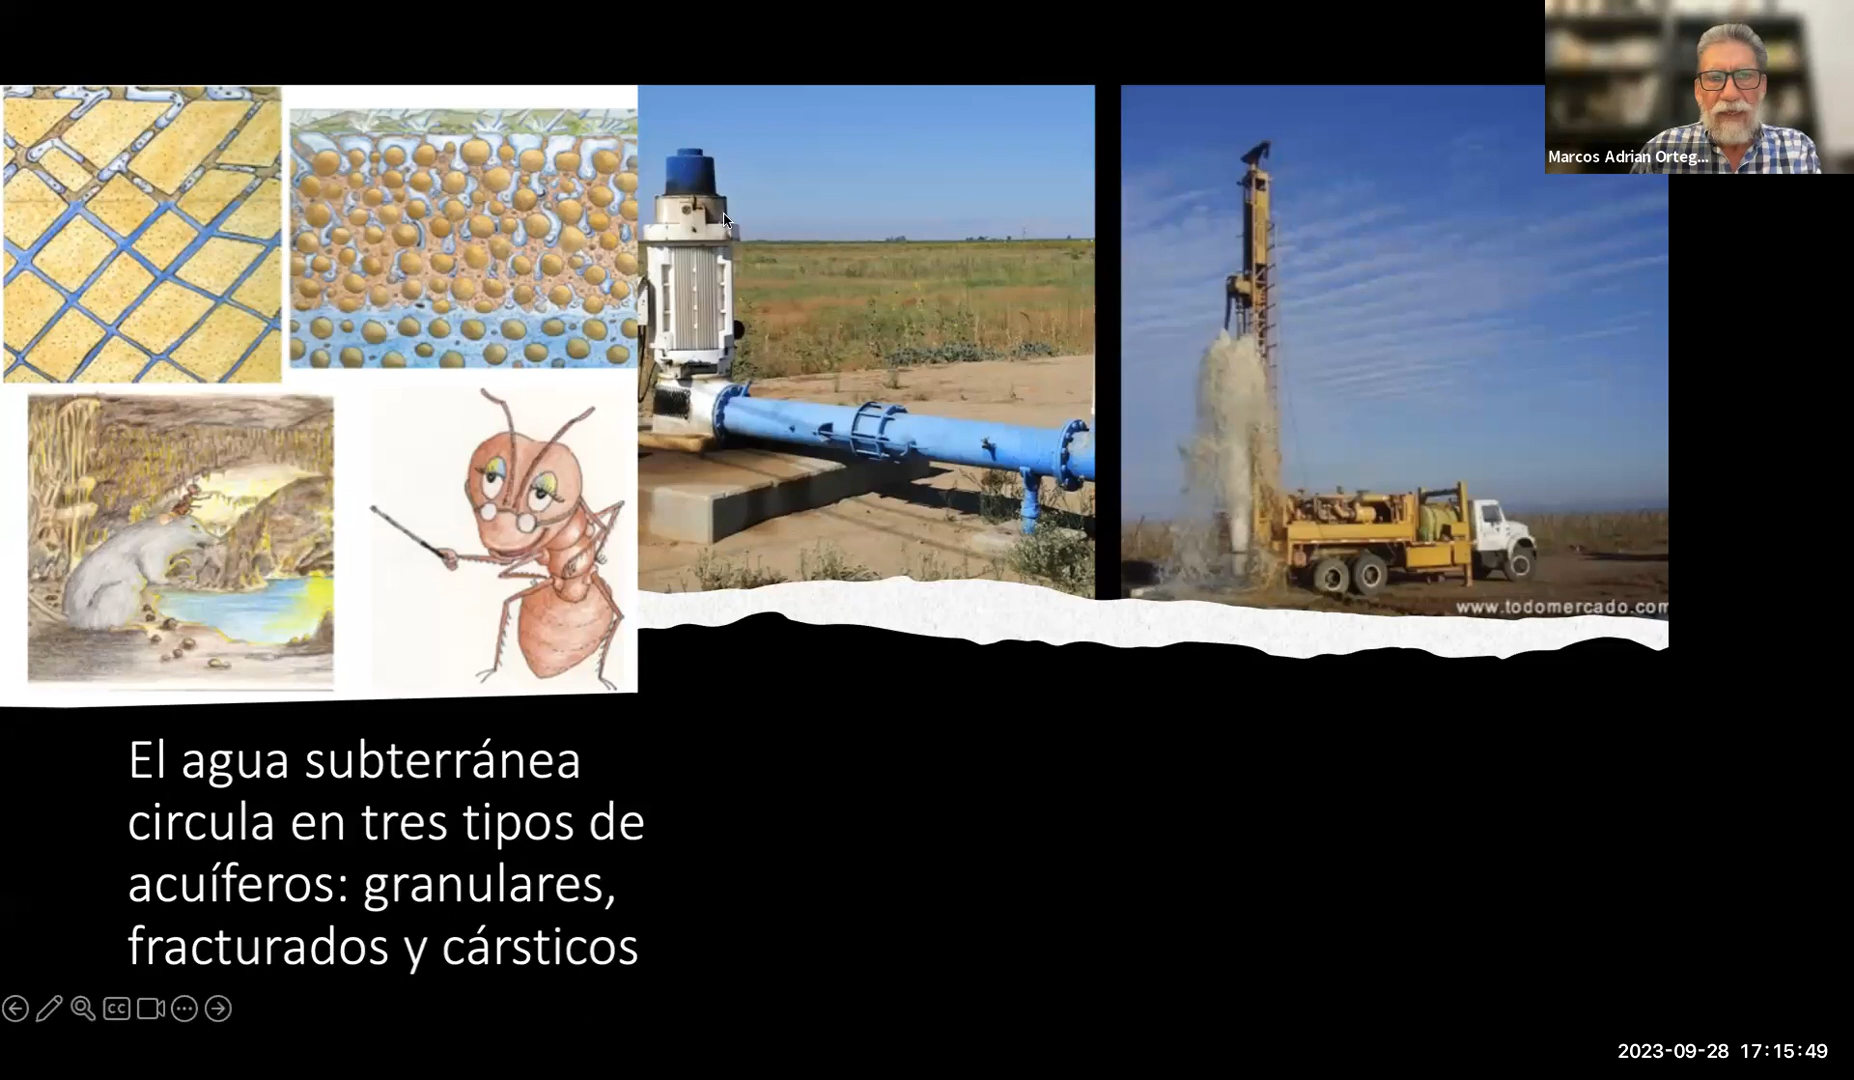 Marcos Adrian Orteg...
www.todomercado.com
El agua subterránea
circula en tres tipos de
acuíferos: granulares,
fracturados y cársticos
CC
2023-09-28 17:15:49